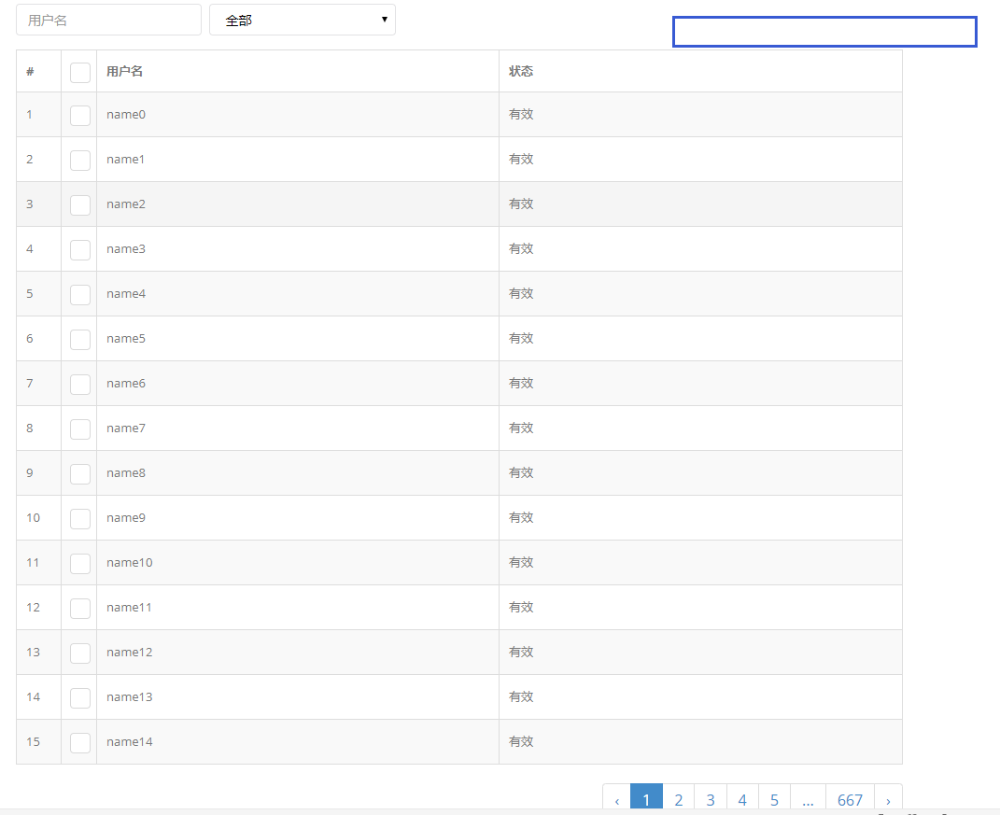 用户名 全部
# 用户名 状态
1 name0 有效
2 name1 有效
3 name2 有效
4 name3 有效
5 name4 有效
6 name5 有效
7 name6 有效
8 name7 有效
9 name8 有效
10 name9 有效
11 name10 有效
12 name11 有效
13 name12 有效
14 name13 有效
15 name14 有效
‹ 1 2 3 4 5 ... 667 ›